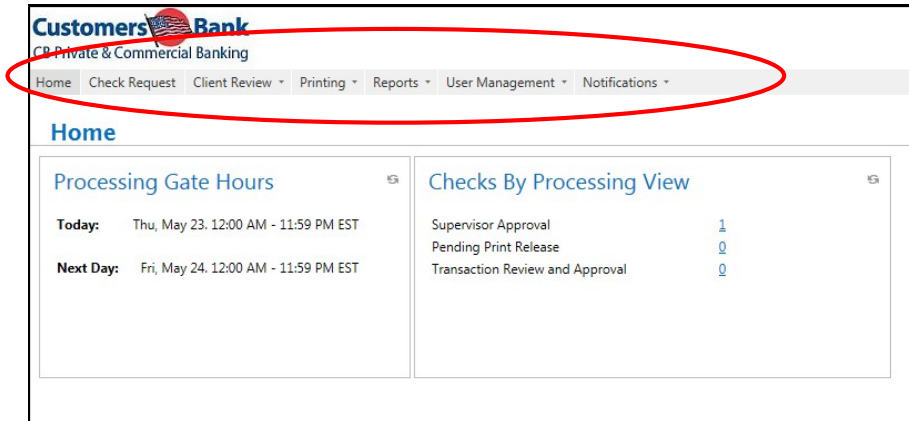 Customers Bank
CB Private & Commercial Banking
Home Check Request Client Review Printing Reports User Management Notifications
Home
Processing Gate Hours
Today: Thu, May 23. 12:00 AM - 11:59 PM EST
Next Day: Fri, May 24. 12:00 AM - 11:59 PM EST
Checks By Processing View
Supervisor Approval 1
Pending Print Release 0
Transaction Review and Approval 0